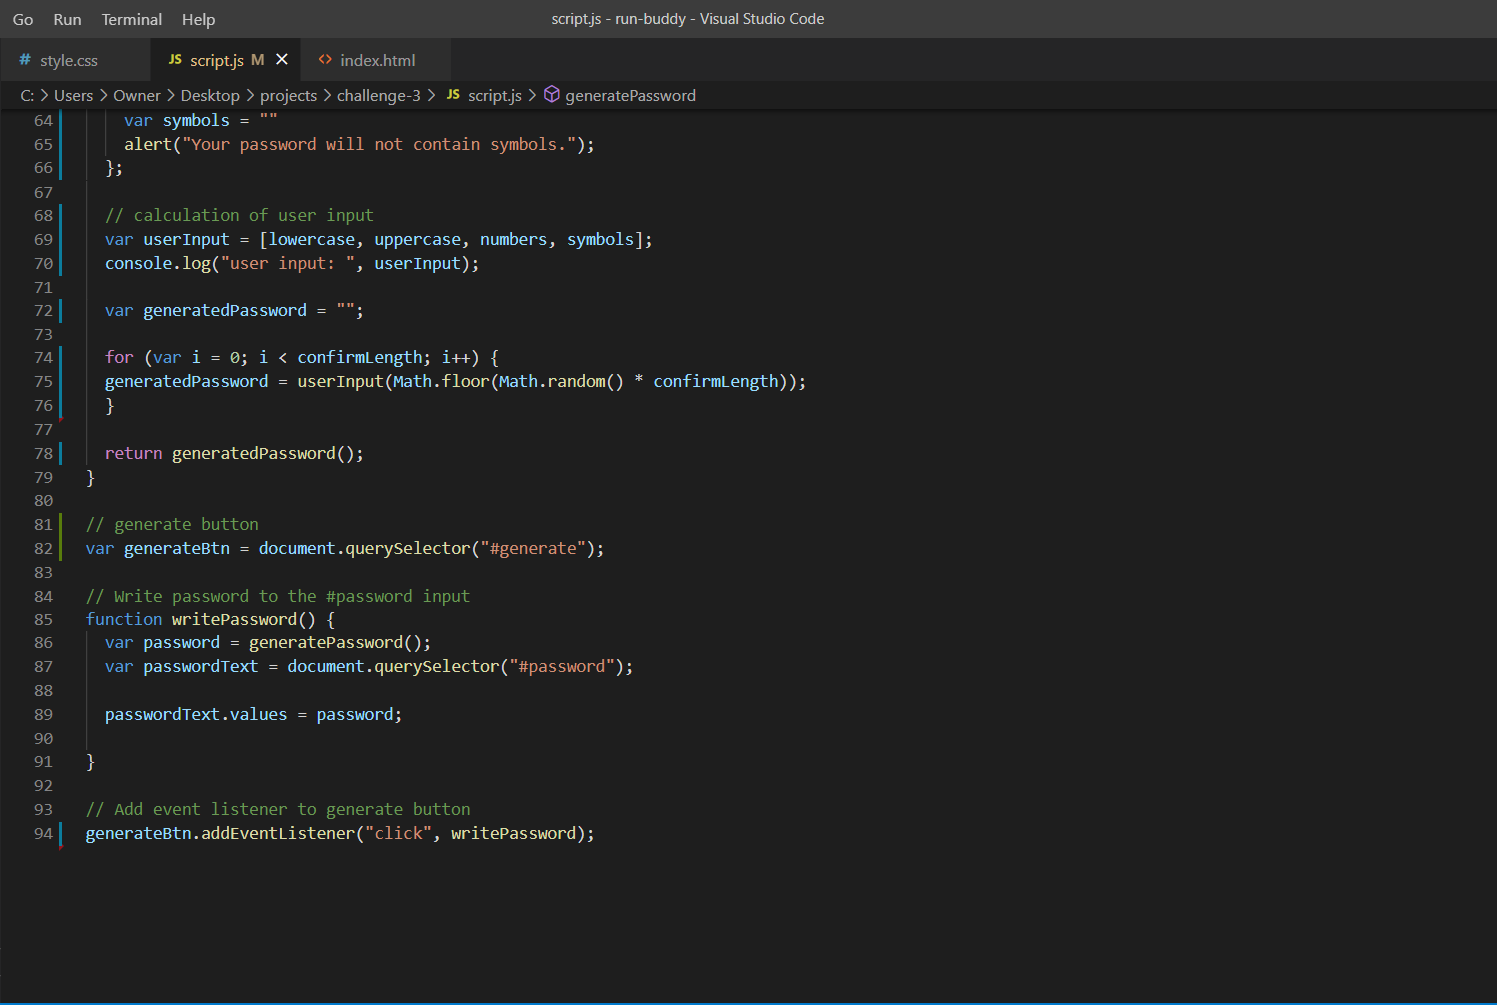 Go Run Terminal Help script.js - run-buddy - Visual Studio Code
# style.css JS script.js M × <> index.html
C: > Users > Owner > Desktop > projects > challenge-3 > JS script.js > generatePassword
64 var symbols = ""
65 alert("Your password will not contain symbols.");
66 };
67
68 // calculation of user input
69 var userInput = [lowercase, uppercase, numbers, symbols];
70 console.log("user input: ", userInput);
71
72 var generatedPassword = "";
73
74 for (var i = 0; i < confirmLength; i++) {
75 generatedPassword = userInput(Math.floor(Math.random() * confirmLength));
76 }
77
78 return generatedPassword();
79 }
80
81 // generate button
82 var generateBtn = document.querySelector("#generate");
83
84 // Write password to the #password input
85 function writePassword() {
86 var password = generatePassword();
87 var passwordText = document.querySelector("#password");
88
89 passwordText.values = password;
90
91 }
92
93 // Add event listener to generate button
94 generateBtn.addEventListener("click", writePassword);